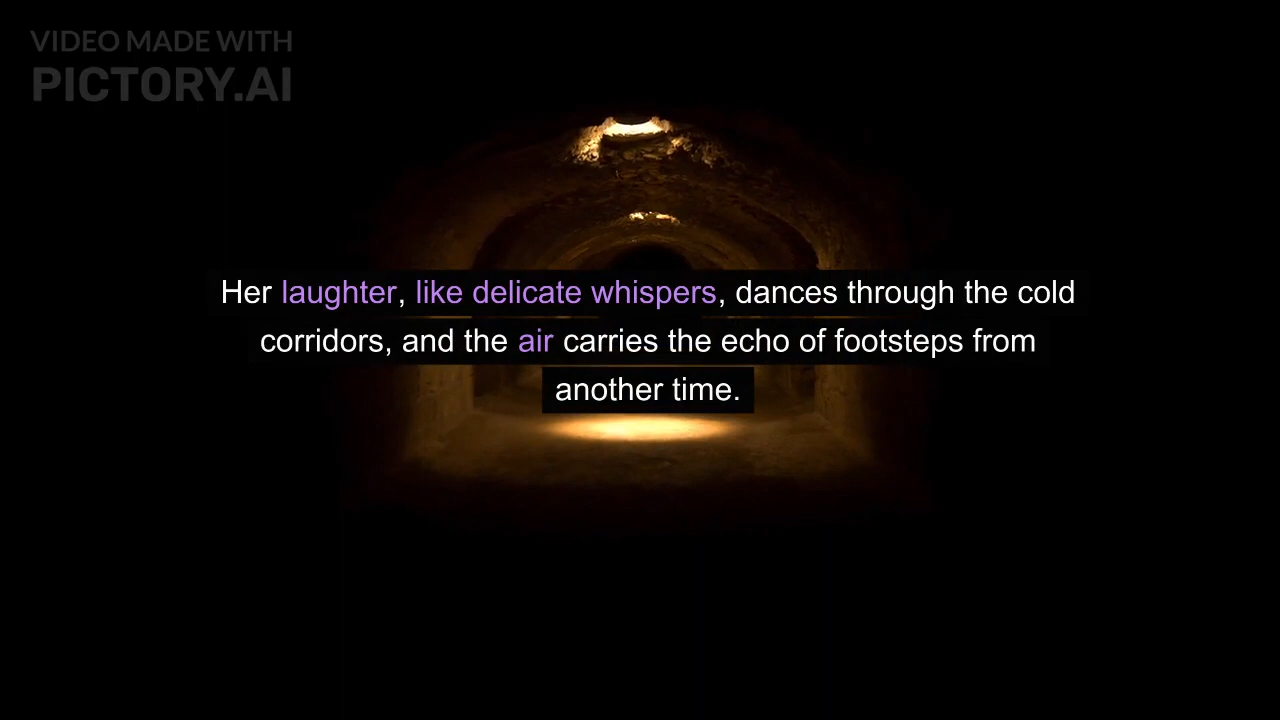 VIDEO MADE WITH
PICTORY.AI
Her laughter, like delicate whispers, dances through the cold
corridors, and the air carries the echo of footsteps from
another time.